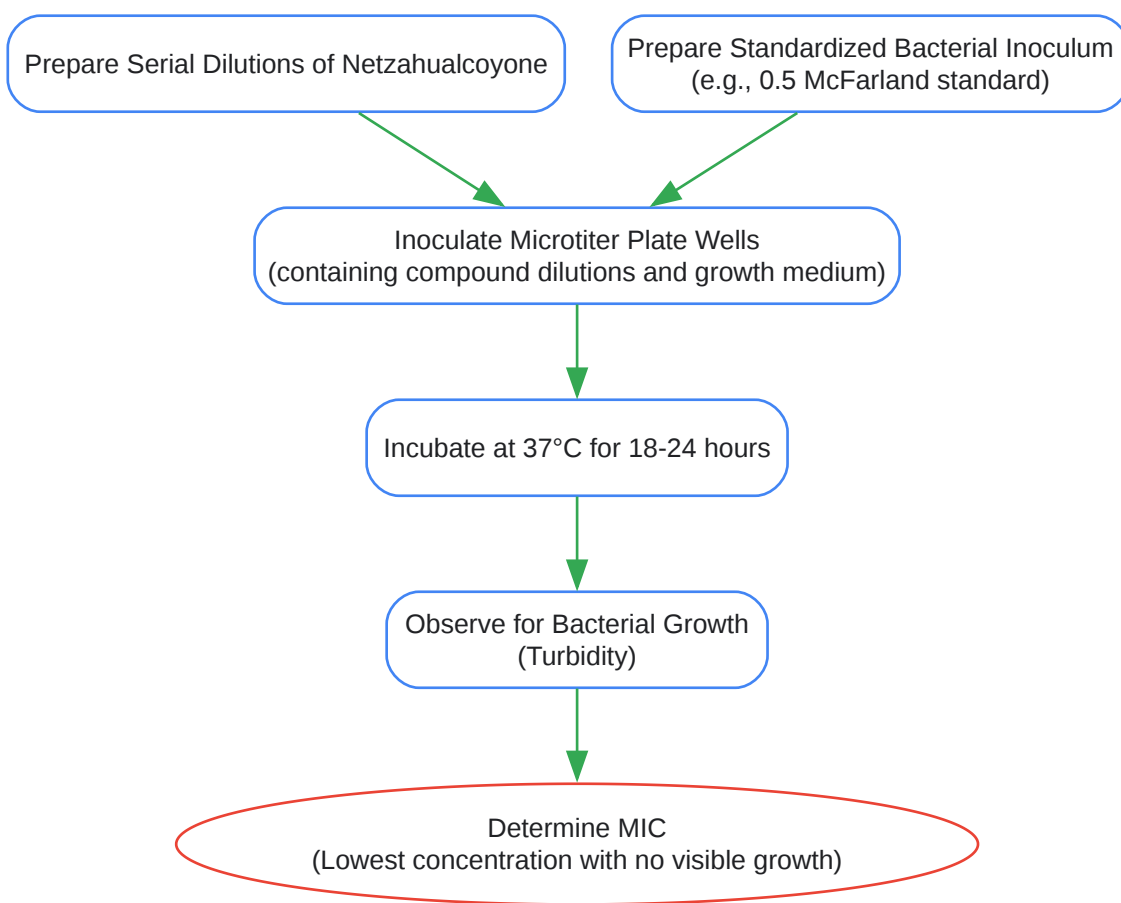 Prepare Serial Dilutions of Netzahualcoyone
Prepare Standardized Bacterial Inoculum
(e.g., 0.5 McFarland standard)
Inoculate Microtiter Plate Wells
(containing compound dilutions and growth medium)
Incubate at 37°C for 18-24 hours
Observe for Bacterial Growth
(Turbidity)
Determine MIC
(Lowest concentration with no visible growth)